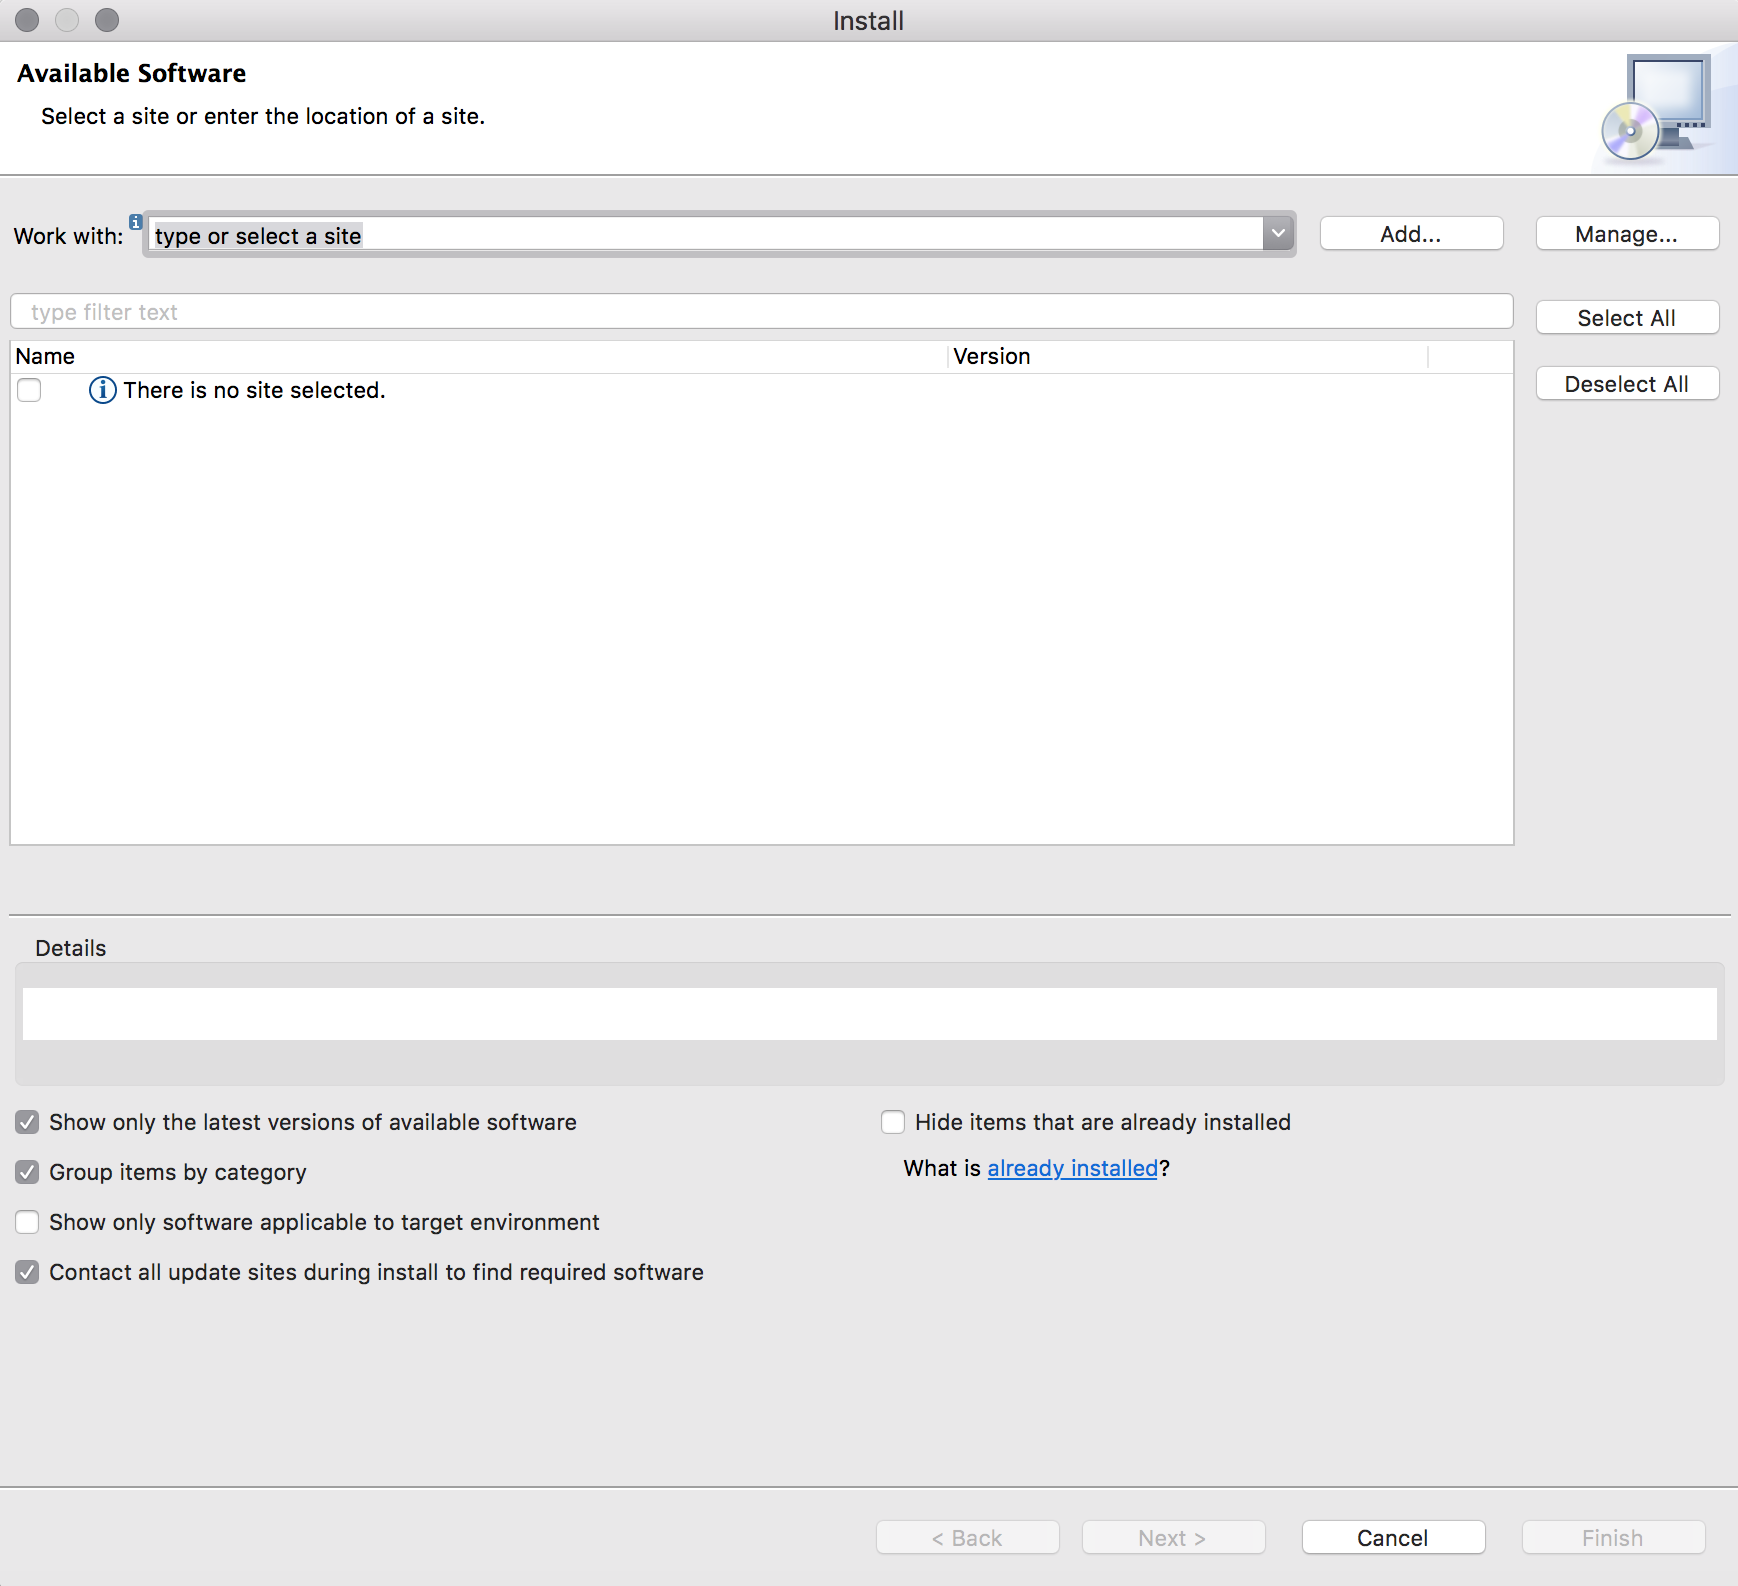 Install
Available Software
Select a site or enter the location of a site.
Work with: type or select a site Add... Manage...
type filter text
Select All
Name Version
There is no site selected.
Deselect All
Details
Show only the latest versions of available software
Hide items that are already installed
Group items by category
What is already installed?
Show only software applicable to target environment
Contact all update sites during install to find required software
< Back Next > Cancel Finish